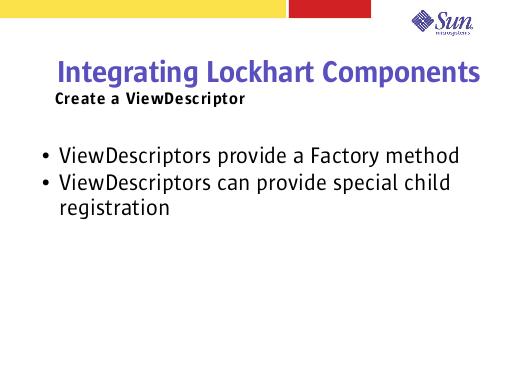 Sun
microsystems
Integrating Lockhart Components
Create a ViewDescriptor
• ViewDescriptors provide a Factory method
• ViewDescriptors can provide special child
registration